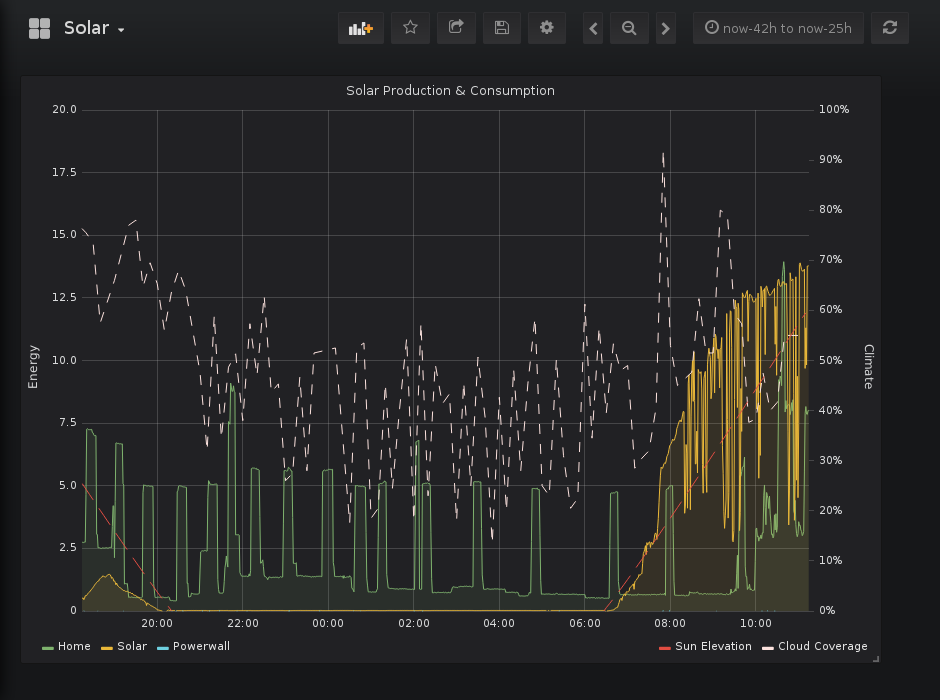 Solar
now-42h to now-25h
Solar Production & Consumption
20.0 100%
90%
17.5
80%
15.0
70%
12.5
60%
10.0 50%
Energy
Climate
7.5 40%
5.0 30%
20%
2.5
10%
0 0%
20:00 22:00 00:00 02:00 04:00 06:00 08:00 10:00
Home Solar Powerwall Sun Elevation Cloud Coverage